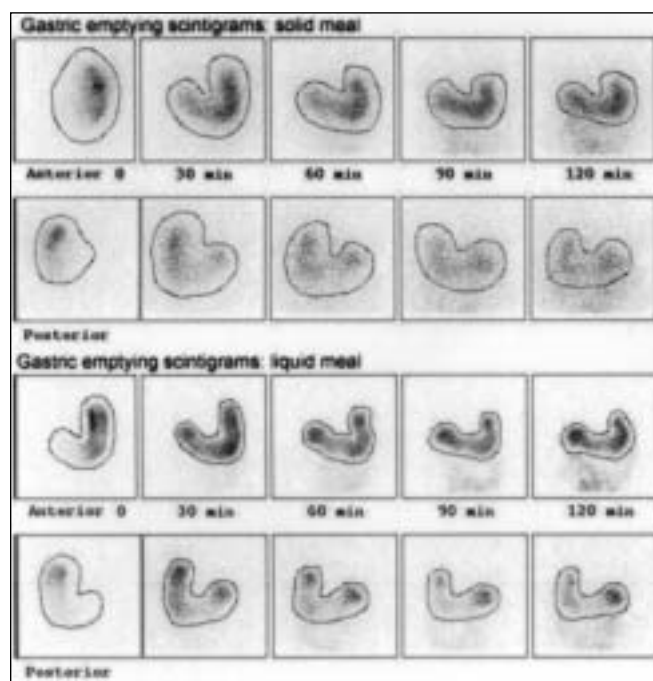 Gastric emptying scintigrams: solid meal
Anterior 0 30 min 60 min 90 min 120 min
Posterior
Gastric emptying scintigrams: liquid meal
Anterior 0 30 min 60 min 90 min 120 min
Posterior